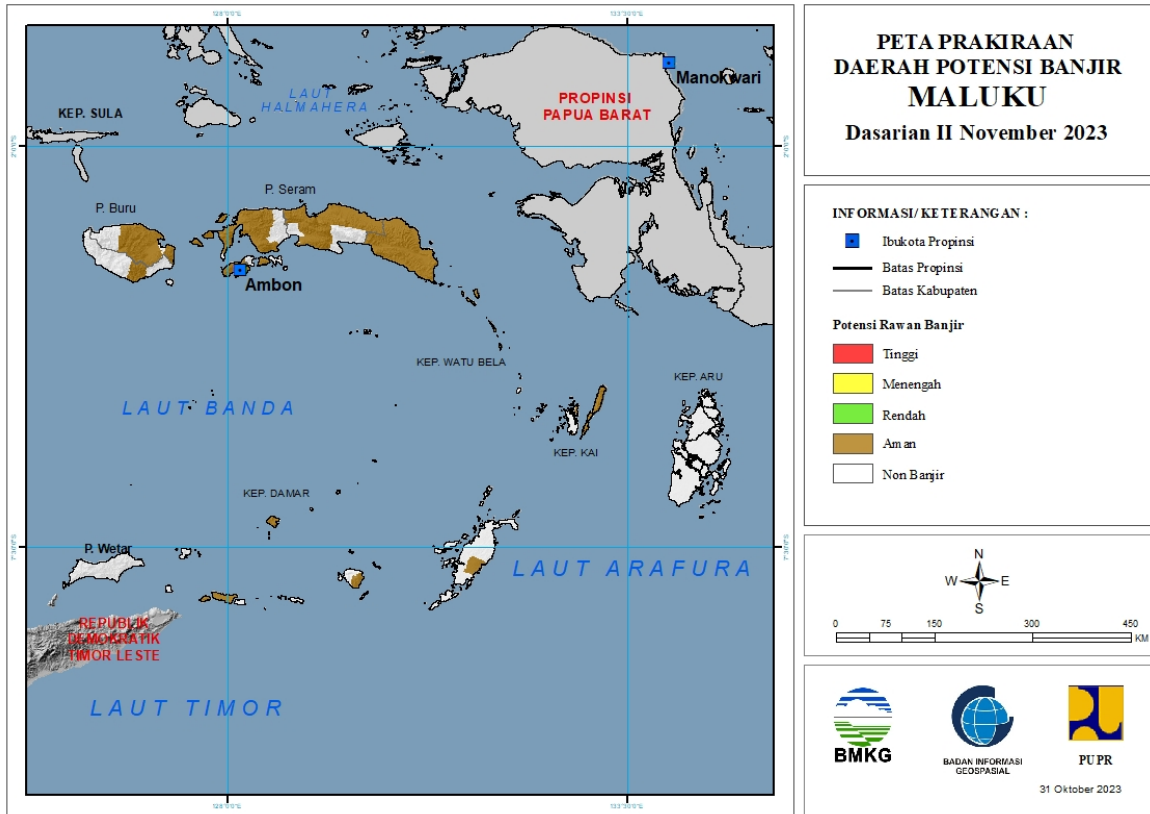 PETA PRAKIRAAN
DAERAH POTENSI BANJIR
MALUKU
Dasarian II November 2023
INFORMASI/ KETERANGAN :
Ibukota Propinsi
Batas Propinsi
Batas Kabupaten
Potensi Rawan Banjir
Tinggi
Menengah
Rendah
Aman
Non Banjir
N
W
E
S
0
75
150
300
450
KM
BMKG
BADAN INFORMASI
GEOSPASIAL
PUPR
31 Oktober 2023
Manokwari
LAUT
HALMAHERA
PROPINSI
PAPUA BARAT
KEP. SULA
P. Seram
P. Buru
Ambon
KEP. WATU BELA
KEP. ARU
LAUT BANDA
KEP. KAI
KEP. DAMAR
P. Wetar
LAUT ARAFURA
REPUBLIK
DEMOKRATIK
TIMOR LESTE
LAUT TIMOR